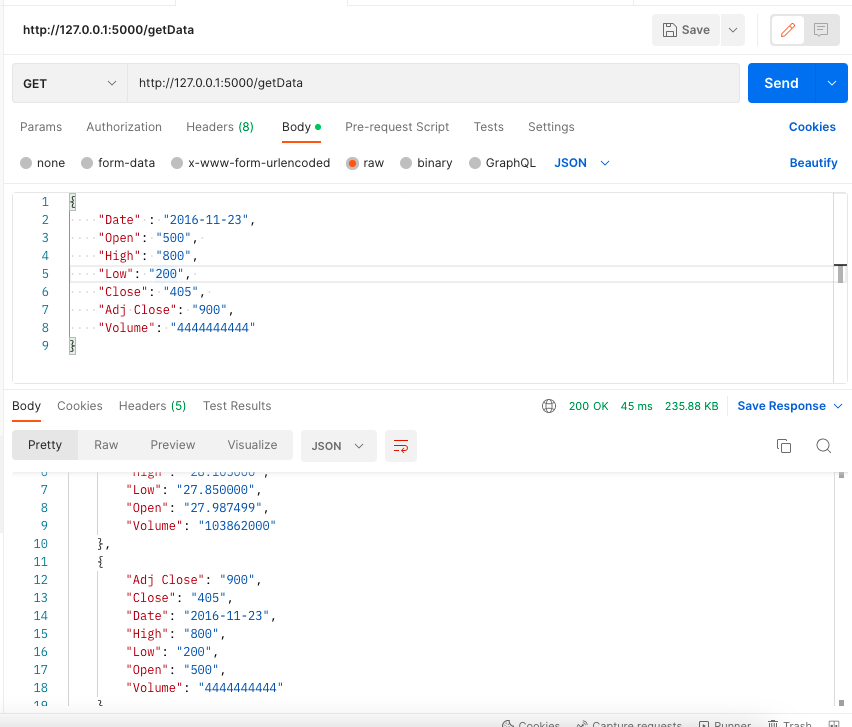 http://127.0.0.1:5000/getData
Save
GET http://127.0.0.1:5000/getData Send
Params Authorization Headers (8) Body Pre-request Script Tests Settings Cookies
none form-data x-www-form-urlencoded raw binary GraphQL JSON Beautify
1 {
2 "Date" : "2016-11-23",
3 "Open": "500",
4 "High": "800",
5 "Low": "200",
6 "Close": "405",
7 "Adj Close": "900",
8 "Volume": "4444444444"
9 }
Body Cookies Headers (5) Test Results 200 OK 45 ms 235.88 KB Save Response
Pretty Raw Preview Visualize JSON
6 "High": "28.105000",
7 "Low": "27.850000",
8 "Open": "27.987499",
9 "Volume": "103862000"
10 },
11 {
12 "Adj Close": "900",
13 "Close": "405",
14 "Date": "2016-11-23",
15 "High": "800",
16 "Low": "200",
17 "Open": "500",
18 "Volume": "4444444444"
19 }
Cookies Capture requests Runner Trash